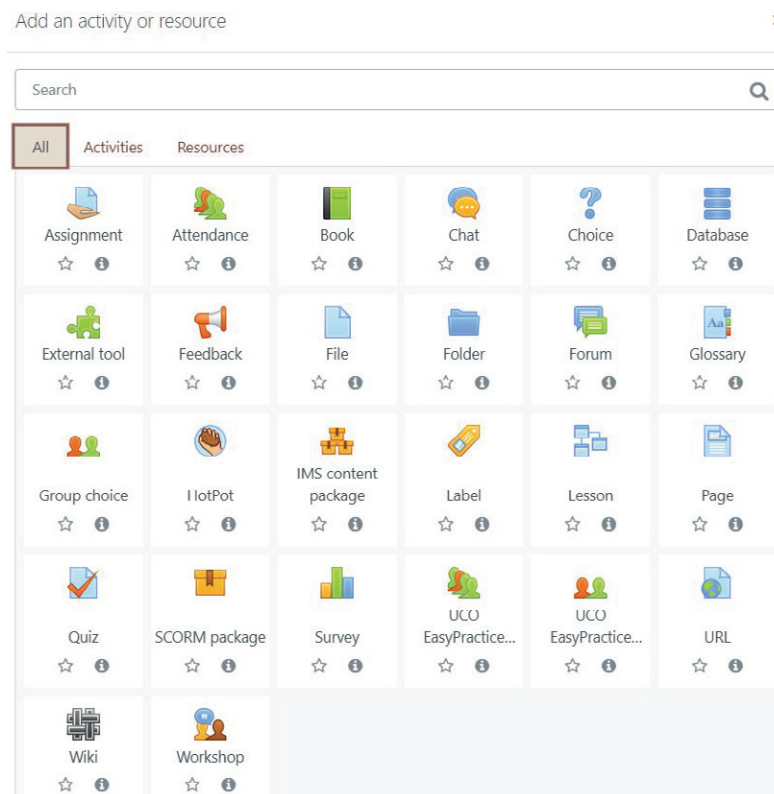 Add an activity or resource
Search
All Activities Resources
Assignment Attendance Book Chat Choice Database
External tool Feedback File Folder Forum Glossary
Group choice HotPot IMS content package Label Lesson Page
Quiz SCORM package Survey UCO EasyPractice... UCO EasyPractice... URL
Wiki Workshop